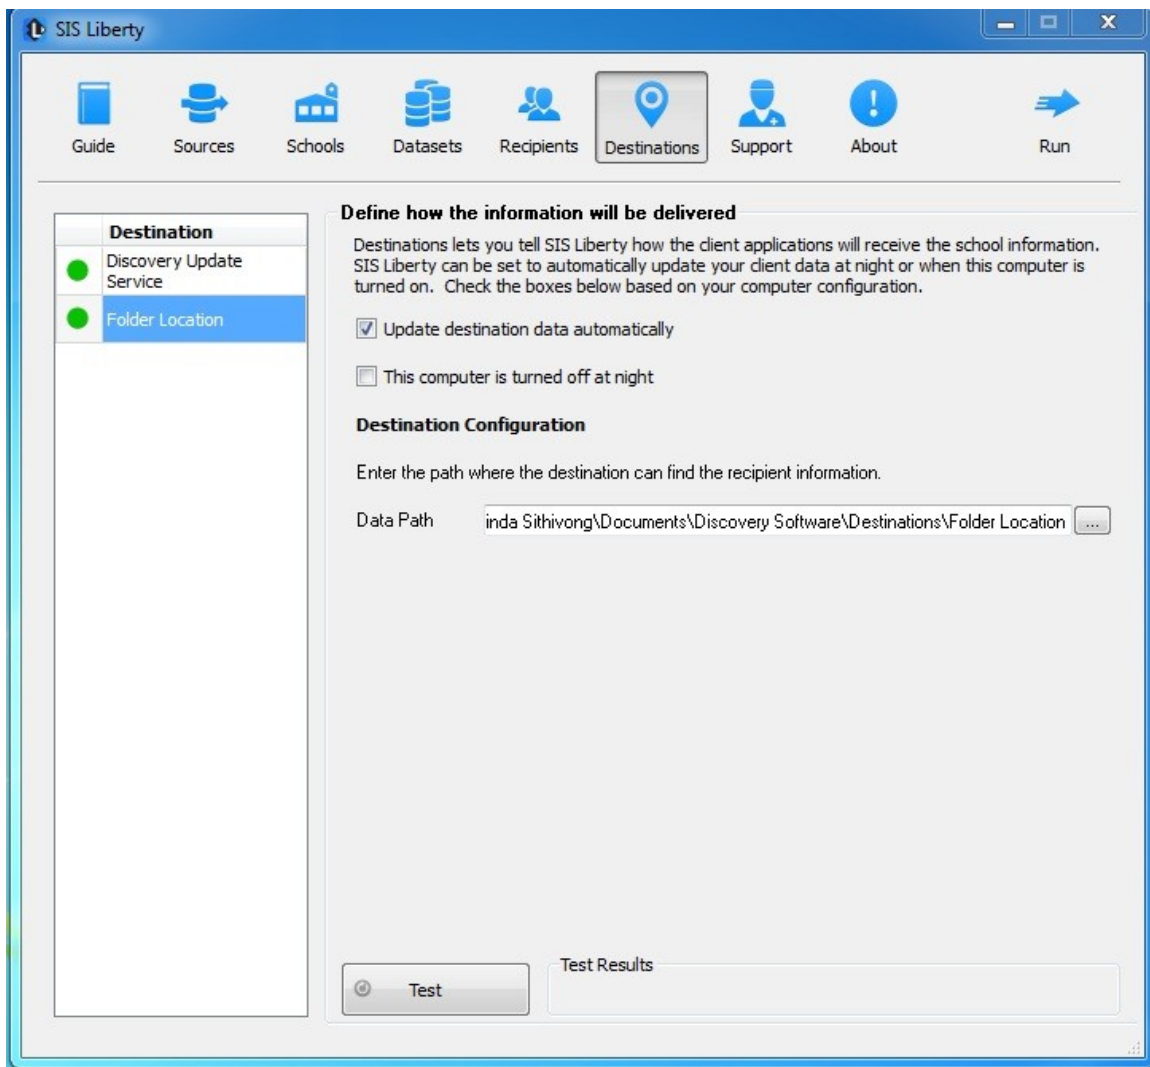 SIS Liberty
Guide
Sources
Schools
Datasets
Recipients
Destinations
Support
About
Run
Destination
Discovery Update
Service
Folder Location
Define how the information will be delivered
Destinations lets you tell SIS Liberty how the client applications will receive the school information.
SIS Liberty can be set to automatically update your client data at night or when this computer is
turned on. Check the boxes below based on your computer configuration.
Update destination data automatically
This computer is turned off at night
Destination Configuration
Enter the path where the destination can find the recipient information.
Data Path inda Sithivong\Documents\Discovery Software\Destinations\Folder Location ...
Test
Test Results